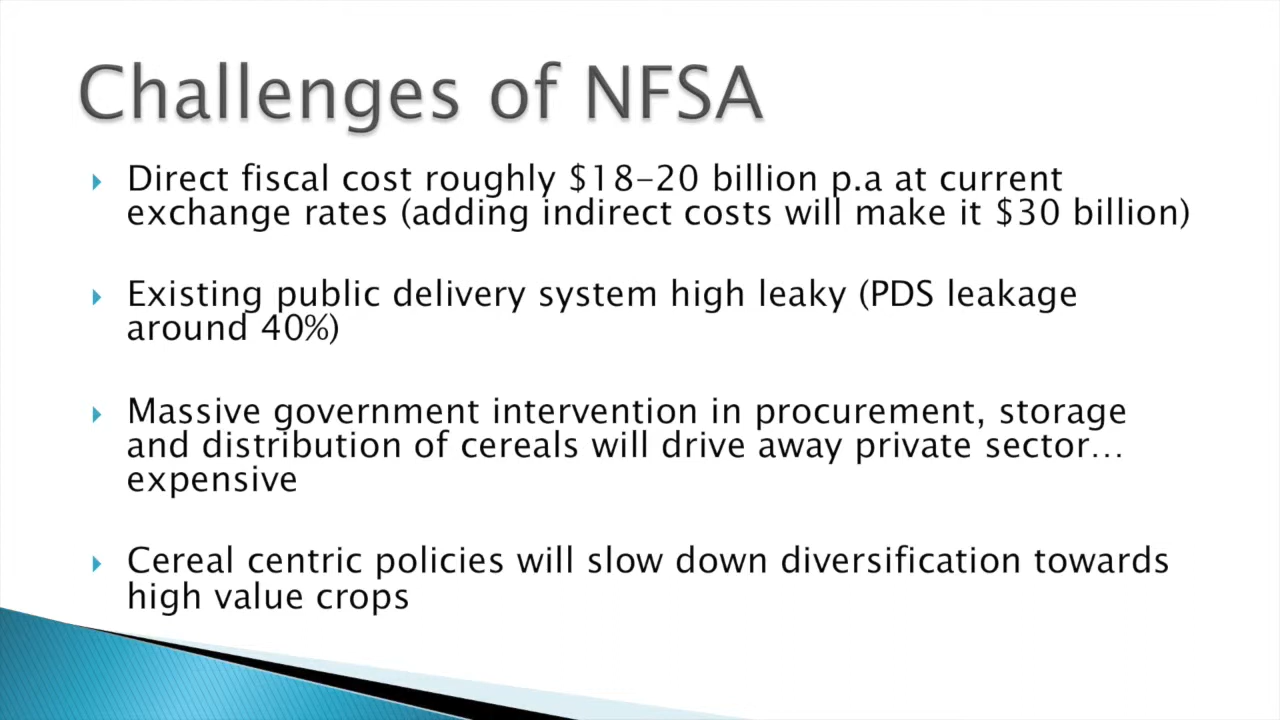 Challenges of NFSA
Direct fiscal cost roughly $18-20 billion p.a at current
exchange rates (adding indirect costs will make it $30 billion)
Existing public delivery system high leaky (PDS leakage
around 40%)
Massive government intervention in procurement, storage
and distribution of cereals will drive away private sector…
expensive
Cereal centric policies will slow down diversification towards
high value crops